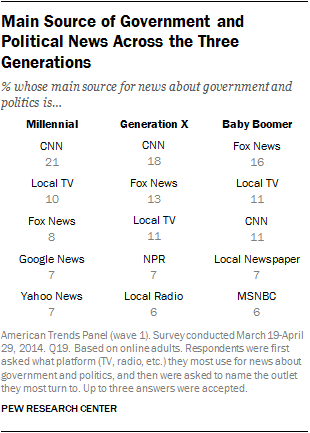 Main Source of Government and
Political News Across the Three
Generations
% whose main source for news about government and
politics is...
Millennial Generation X Baby Boomer
CNN CNN Fox News
21 18 16
Local TV Fox News Local TV
10 13 11
Fox News Local TV CNN
8 11 11
Google News NPR Local Newspaper
7 7 7
Yahoo News Local Radio MSNBC
7 6 6
American Trends Panel (wave 1). Survey conducted March 19-April
29, 2014. Q19. Based on online adults. Respondents were first
asked what platform (TV, radio, etc.) they most use for news about
government and politics, and then were asked to name the outlet
they most turn to. Up to three answers were accepted.
PEW RESEARCH CENTER